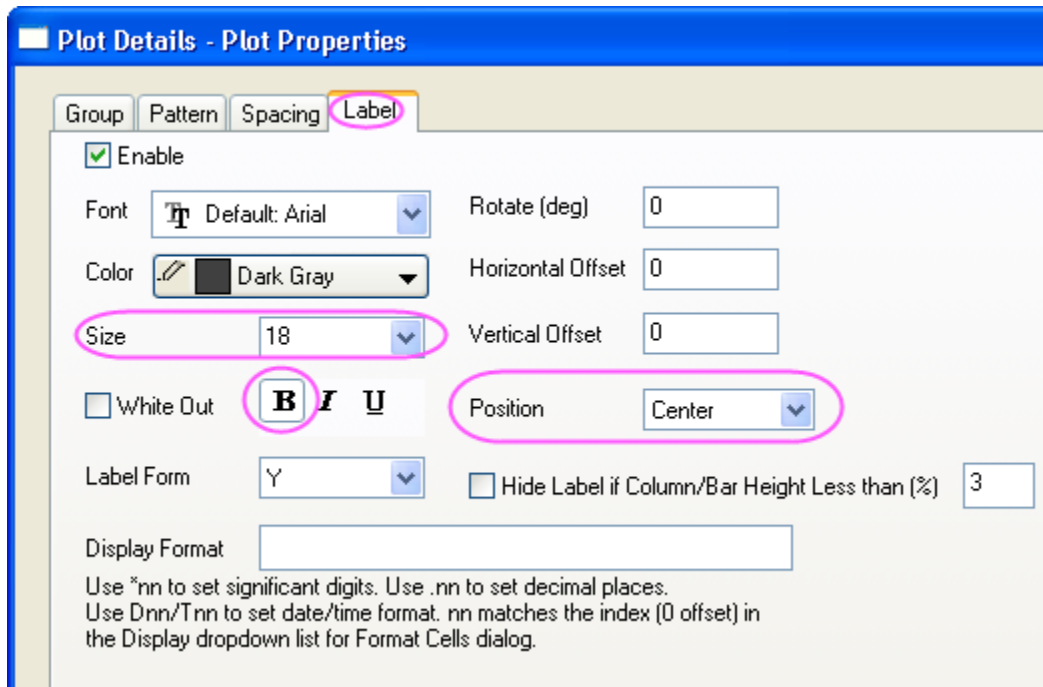 Plot Details - Plot Properties
Group Pattern Spacing Label
Enable
Font Default: Arial Rotate (deg) 0
Color Dark Gray Horizontal Offset 0
Size 18 Vertical Offset 0
White Out B I U Position Center
Label Form Y Hide Label if Column/Bar Height Less than (%) 3
Display Format
Use *nn to set significant digits. Use .nn to set decimal places.
Use Dnn/Tnn to set date/time format. nn matches the index (0 offset) in
the Display dropdown list for Format Cells dialog.